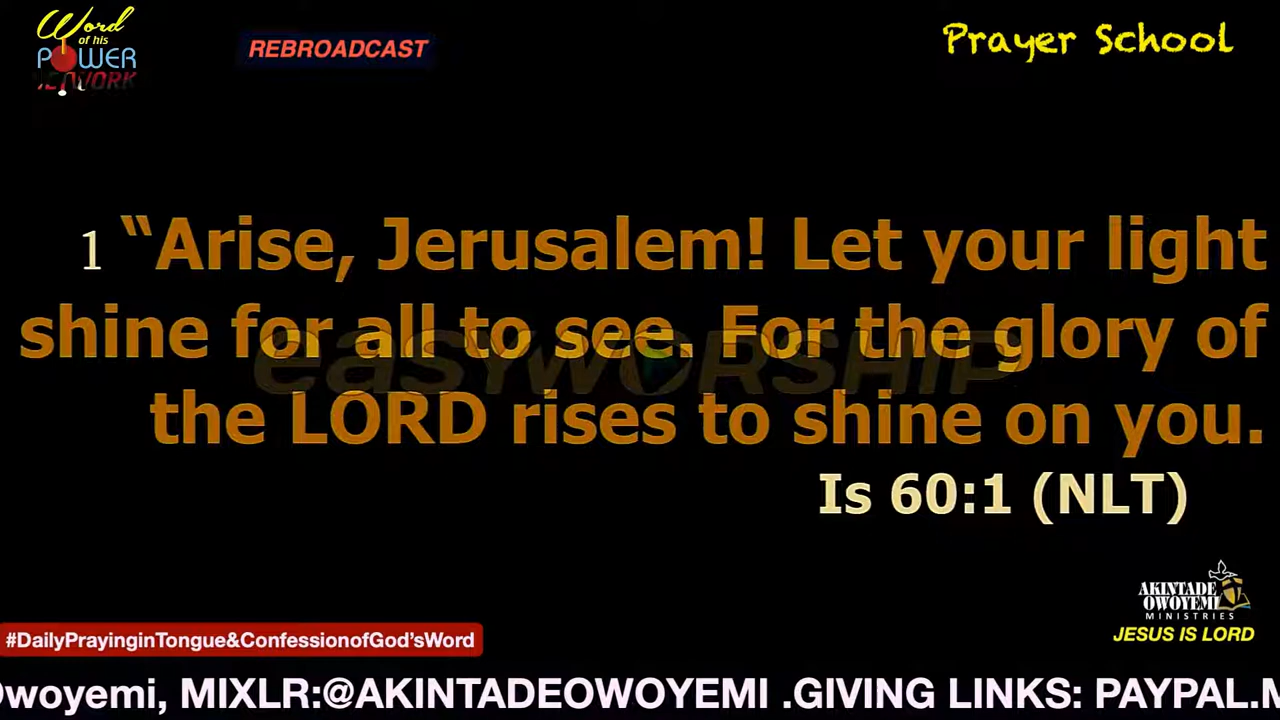 Word
of his
POWER
NETWORK
REBROADCAST
Prayer School
1 “Arise, Jerusalem! Let your light
shine for all to see. For the glory of
the LORD rises to shine on you.
easyworship
Is 60:1 (NLT)
AKINTADE
OWOYEMI
MINISTRIES
JESUS IS LORD
#DailyPrayinginTongue&ConfessionofGod’sWord
Owoyemi, MIXLR:@AKINTADEOWOYEMI .GIVING LINKS: PAYPAL.M